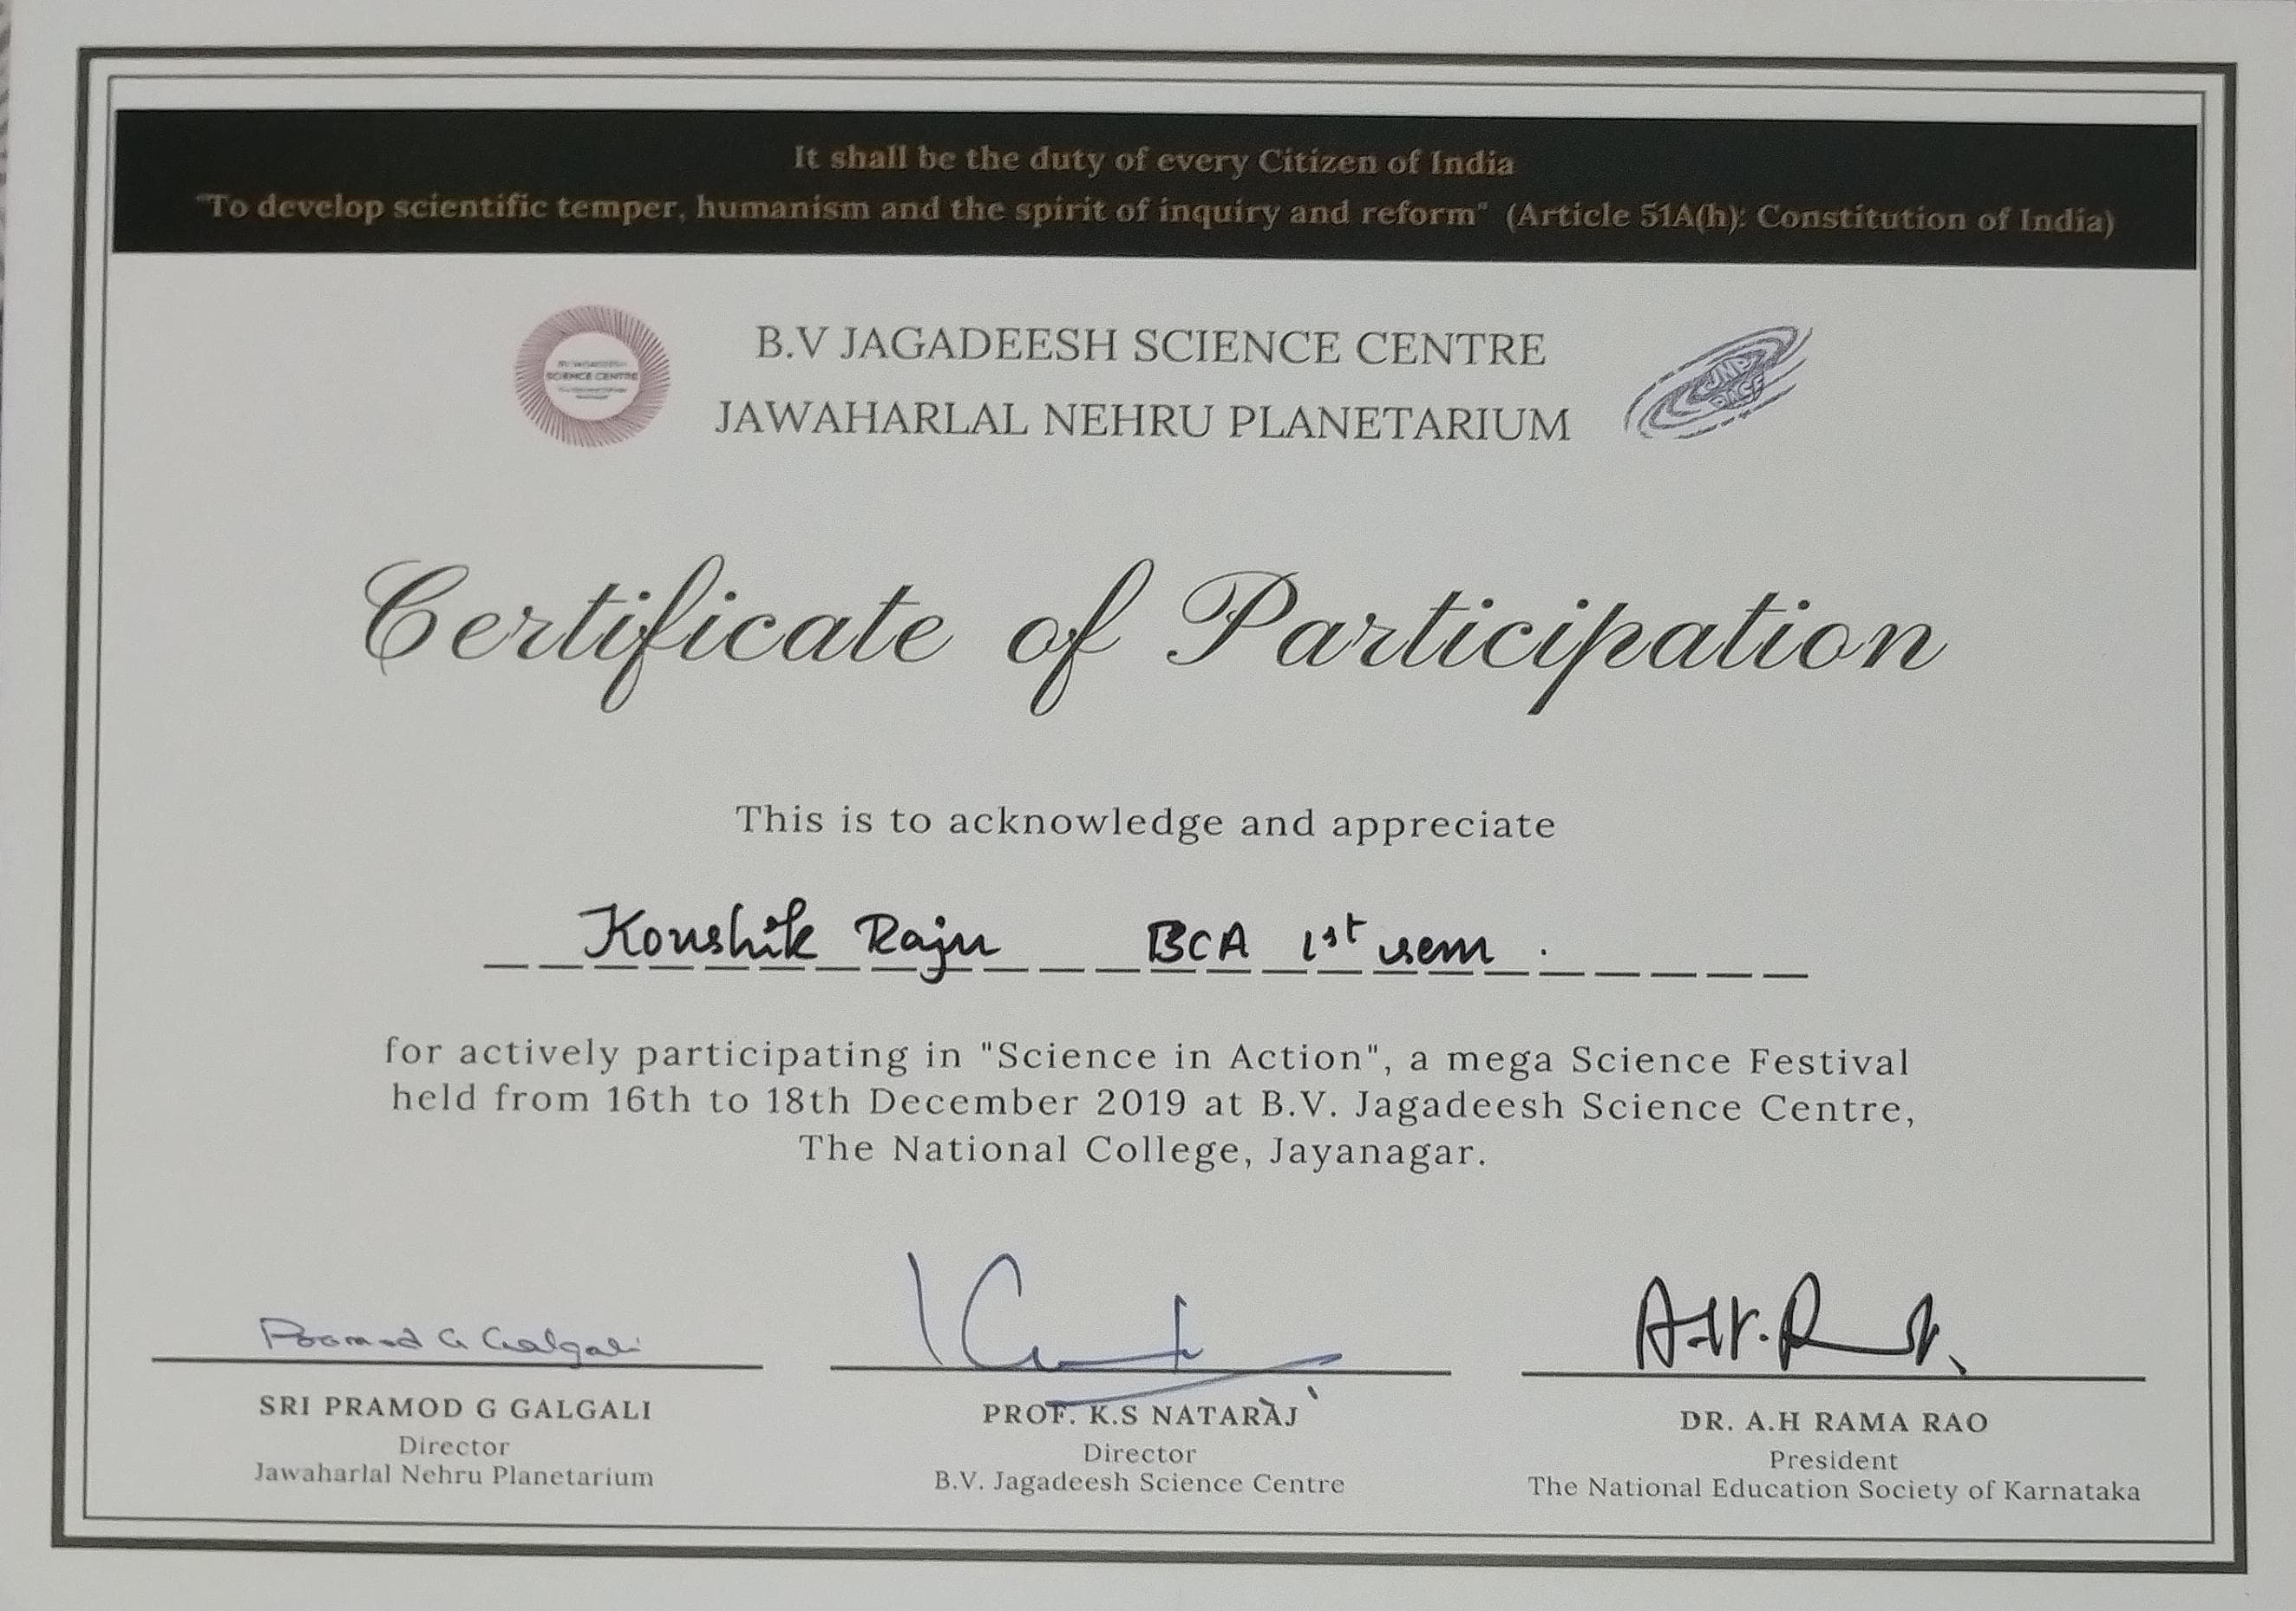 It shall be the duty of every Citizen of India
"To develop scientific temper, humanism and the spirit of inquiry and reform" (Article 51A(h): Constitution of India)
SCIENCE CENTRE
B.V JAGADEESH SCIENCE CENTRE
JAWAHARLAL NEHRU PLANETARIUM
JNP
BASE
Certificate of Participation
This is to acknowledge and appreciate
Koushik Raju BCA 1st sem .
for actively participating in "Science in Action", a mega Science Festival
held from 16th to 18th December 2019 at B.V. Jagadeesh Science Centre,
The National College, Jayanagar.
Pramod G Galgali
SRI PRAMOD G GALGALI
Director
Jawaharlal Nehru Planetarium
PROF. K.S NATARAJ
Director
B.V. Jagadeesh Science Centre
DR. A.H RAMA RAO
President
The National Education Society of Karnataka